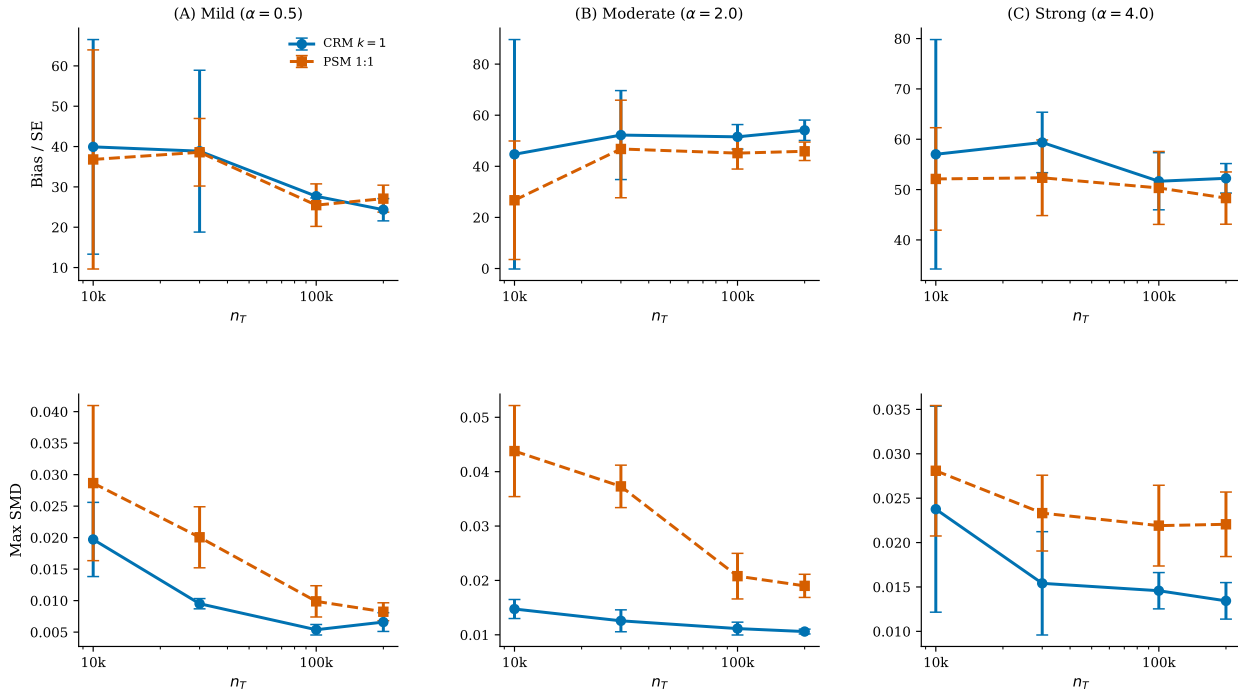 (A) Mild (α = 0.5)
(B) Moderate (α = 2.0)
(C) Strong (α = 4.0)
CRM k = 1
PSM 1:1
Bias / SE
60
50
40
30
20
10
10k
100k
n_T
80
60
40
20
0
10k
100k
n_T
80
70
60
50
40
10k
100k
n_T
Max SMD
0.040
0.035
0.030
0.025
0.020
0.015
0.010
0.005
10k
100k
n_T
0.05
0.04
0.03
0.02
0.01
10k
100k
n_T
0.035
0.030
0.025
0.020
0.015
0.010
10k
100k
n_T